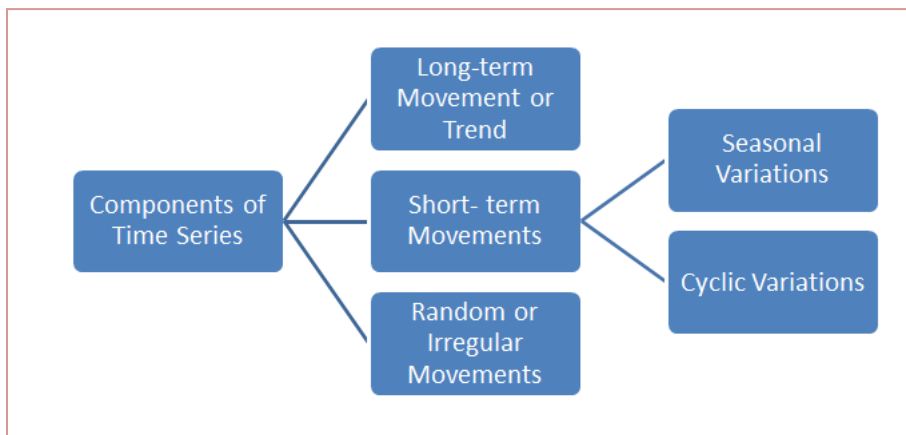 Components of
Time Series
Long-term
Movement or
Trend
Short- term
Movements
Random or
Irregular
Movements
Seasonal
Variations
Cyclic Variations